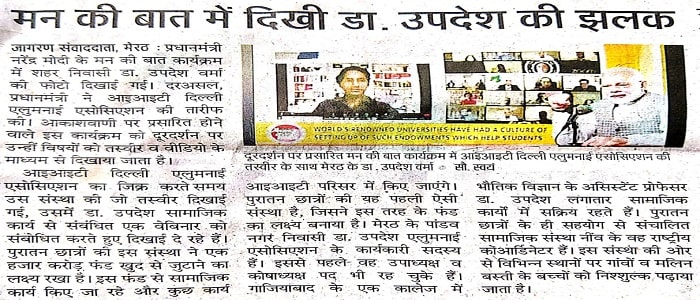 मन की बात में दिखी डा. उपदेश की झलक
जागरण संवाददाता, मेरठ : प्रधानमंत्री
नरेंद्र मोदी के मन की बात कार्यक्रम
में शहर निवासी डा. उपदेश वर्मा
की फोटो दिखाई गई। दरअसल,
प्रधानमंत्री ने आइआइटी दिल्ली
एलुमनाई एसोसिएशन की तारीफ
की। आकाशवाणी पर प्रसारित होने
वाले इस कार्यक्रम को दूरदर्शन पर
उन्हीं विषयों को तस्वीर व वीडियो के
माध्यम से दिखाया जाता है।
आइआइटी दिल्ली एलुमनाई
एसोसिएशन का जिक्र करते समय
उस संस्था की जो तस्वीर दिखाई
गई, उसमें डा. उपदेश सामाजिक
कार्य से संबंधित एक वेबिनार को
संबोधित करते हुए दिखाई दे रहे हैं।
पुरातन छात्रों की इस संस्था ने एक
हजार करोड़ फंड खुद से जुटाने का
लक्ष्य रखा है। इस फंड से सामाजिक
कार्य किए जा रहे और कुछ कार्य
WORLD'S RENOWNED UNIVERSITIES HAVE HAD A CULTURE OF
SETTING UP OF SUCH ENDOWMENTS WHICH HELP STUDENTS
दूरदर्शन पर प्रसारित मन की बात कार्यक्रम में आइआइटी दिल्ली एलुमनाई एसोसिएशन की
तस्वीर के साथ मेरठ के डा. उपदेश वर्मा ● सौ. स्वयं
आइआइटी परिसर में किए जाएंगे।
पुरातन छात्रों की यह पहली ऐसी
संस्था है, जिसने इस तरह के फंड
का लक्ष्य बनाया है। मेरठ के पांडव
नगर निवासी डा. उपदेश एलुमनाई
एसोसिएशन के कार्यकारी सदस्य
हैं। इससे पहले वह उपाध्यक्ष व
कोषाध्यक्ष पद भी रह चुके हैं।
गाजियाबाद के एक कालेज में
भौतिक विज्ञान के असिस्टेंट प्रोफेसर
डा. उपदेश लगातार सामाजिक
कार्यों में सक्रिय रहते हैं। पुरातन
छात्रों के ही सहयोग से संचालित
सामाजिक संस्था नींव के वह राष्ट्रीय
कोआर्डिनेटर हैं। इस संस्था की ओर
से विभिन्न स्थानों पर गांवों व मलिन
बस्ती के बच्चों को निश्शुल्क पढ़ाया
जाता है।